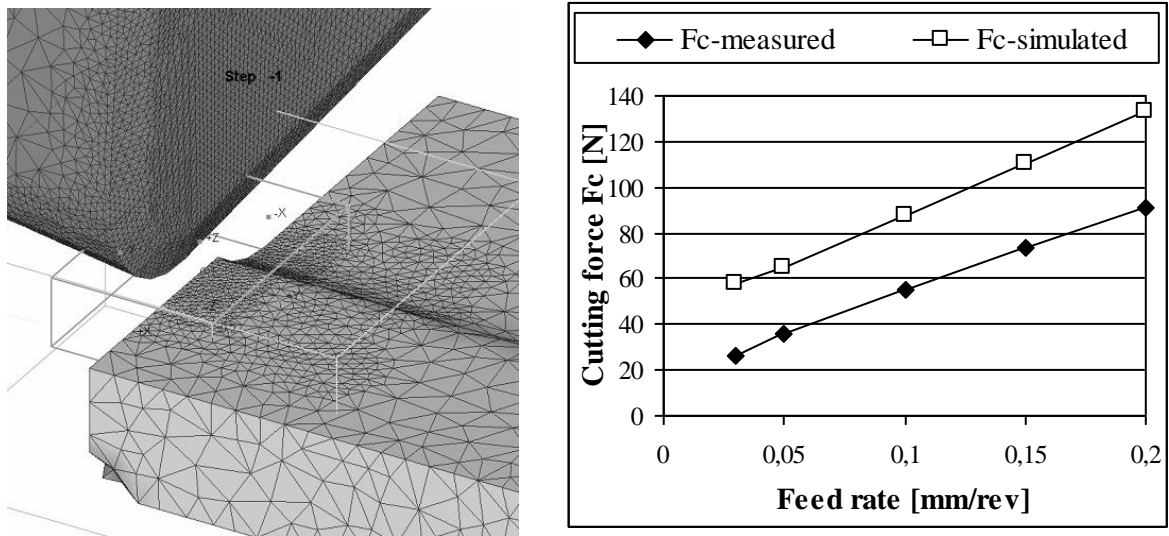 Step -1
-X
+Z
+X
Fc-measured
Fc-simulated
Cutting force Fc [N]
140
120
100
80
60
40
20
0
0
0,05
0,1
0,15
0,2
Feed rate [mm/rev]